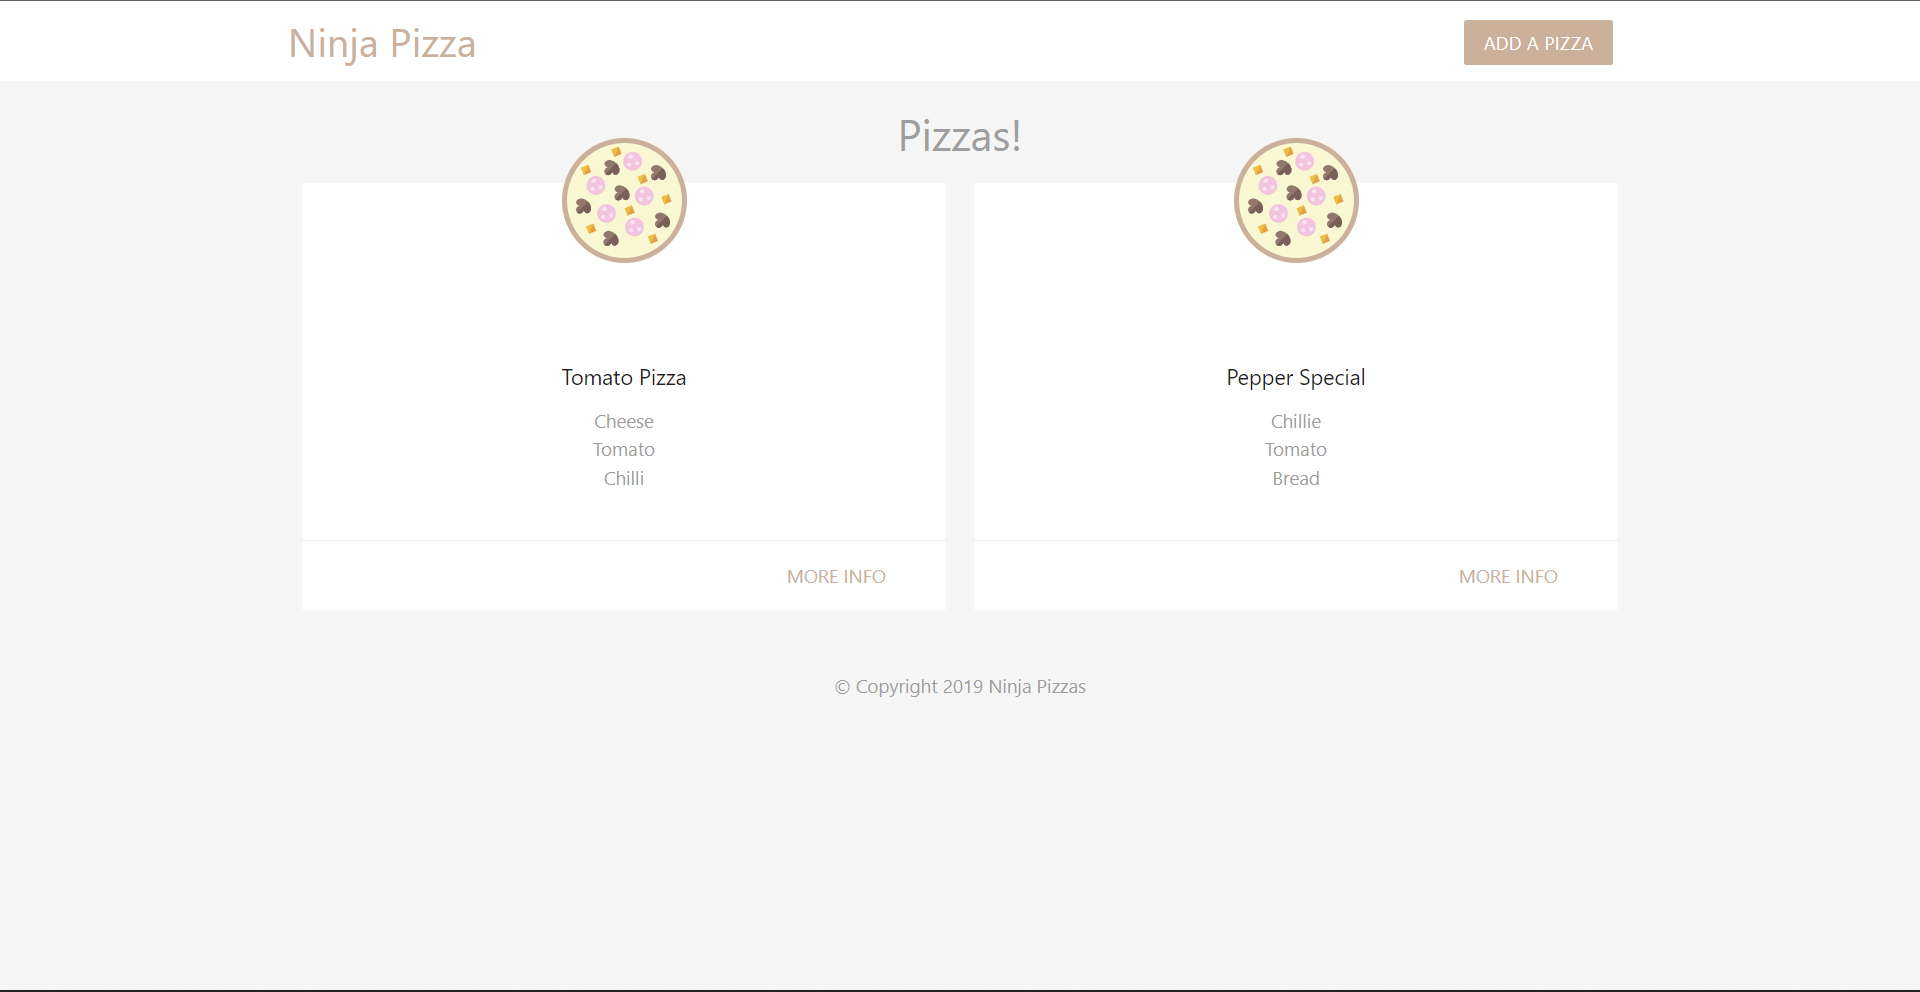 Ninja Pizza
ADD A PIZZA
Pizzas!
Tomato Pizza
Cheese
Tomato
Chilli
MORE INFO
Pepper Special
Chillie
Tomato
Bread
MORE INFO
© Copyright 2019 Ninja Pizzas